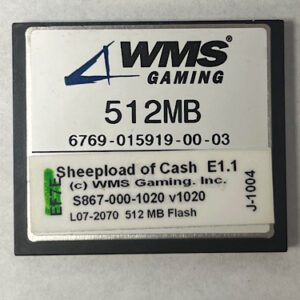 WMS
GAMING
512MB
6769-015919-00-03
Sheepload of Cash E1.1
(c) WMS Gaming, Inc.
S867-000-1020 v1020
L07-2070 512 MB Flash
EF7E
J-1004